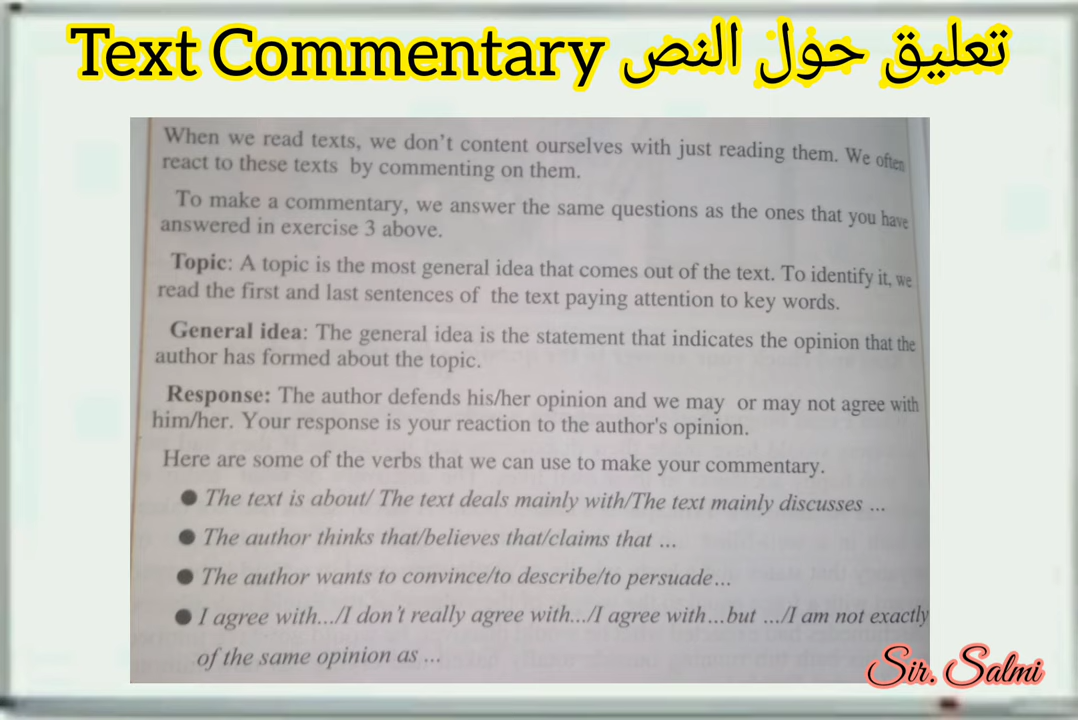 Text Commentary تعليق حول النص
When we read texts, we don't content ourselves with just reading them. We often
react to these texts by commenting on them.
To make a commentary, we answer the same questions as the ones that you have
answered in exercise 3 above.
Topic: A topic is the most general idea that comes out of the text. To identify it, we
read the first and last sentences of the text paying attention to key words.
General idea: The general idea is the statement that indicates the opinion that the
author has formed about the topic.
Response: The author defends his/her opinion and we may or may not agree with
him/her. Your response is your reaction to the author's opinion.
Here are some of the verbs that we can use to make your commentary.
● The text is about/ The text deals mainly with/The text mainly discusses ...
● The author thinks that/believes that/claims that ...
● The author wants to convince/to describe/to persuade...
● I agree with.../I don't really agree with.../I agree with...but .../I am not exactly
of the same opinion as ...
Sir. Salmi